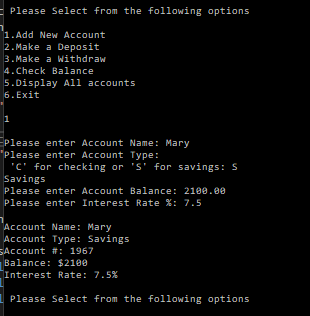 Please Select from the following options
1.Add New Account
2.Make a Deposit
3.Make a Withdraw
4.Check Balance
5.Display All accounts
6.Exit
1
Please enter Account Name: Mary
Please enter Account Type:
'C' for checking or 'S' for savings: S
Savings
Please enter Account Balance: 2100.00
Please enter Interest Rate %: 7.5
Account Name: Mary
Account Type: Savings
Account #: 1967
Balance: $2100
Interest Rate: 7.5%
Please Select from the following options